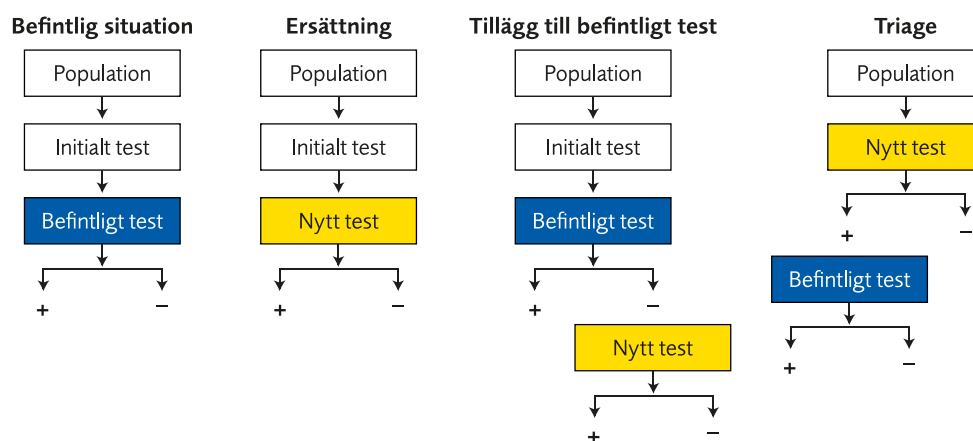 Befintlig situation
Population
Initialt test
Befintligt test
+ −
Ersättning
Population
Initialt test
Nytt test
+ −
Tillägg till befintligt test
Population
Initialt test
Befintligt test
+ −
Nytt test
+ −
Triage
Population
Nytt test
+ −
Befintligt test
+ −